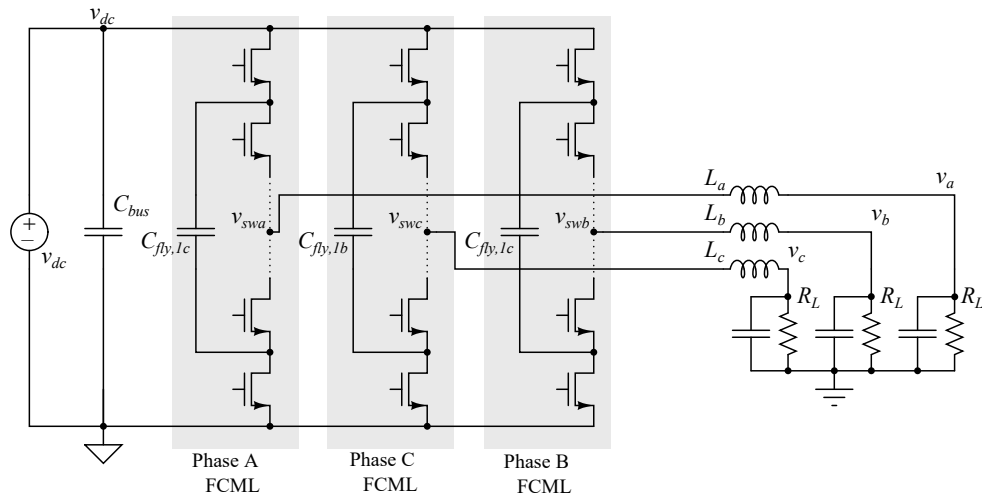 v_dc
L_a
v_a
L_b
v_b
C_bus
v_swa
v_swc
v_swb
v_dc
C_fly,1c
C_fly,1b
C_fly,1c
L_c
v_c
R_L
R_L
R_L
Phase A
FCML
Phase C
FCML
Phase B
FCML